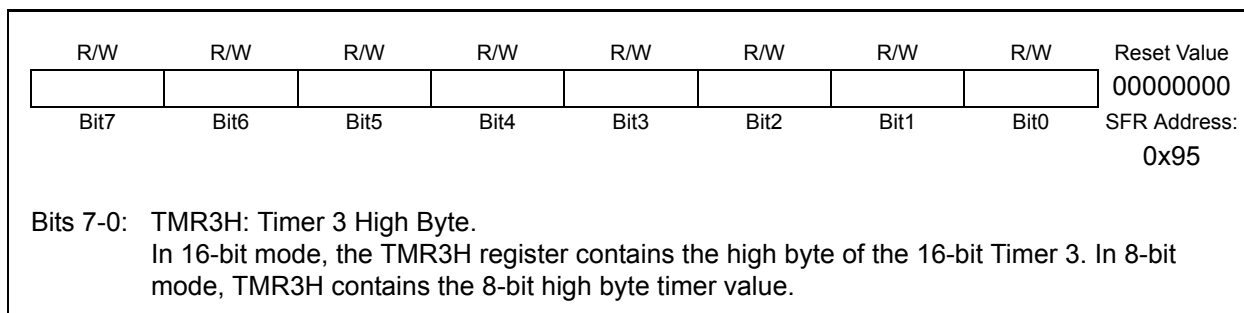 R/W R/W R/W R/W R/W R/W R/W R/W Reset Value
00000000
Bit7 Bit6 Bit5 Bit4 Bit3 Bit2 Bit1 Bit0 SFR Address:
0x95
Bits 7-0: TMR3H: Timer 3 High Byte.
In 16-bit mode, the TMR3H register contains the high byte of the 16-bit Timer 3. In 8-bit
mode, TMR3H contains the 8-bit high byte timer value.